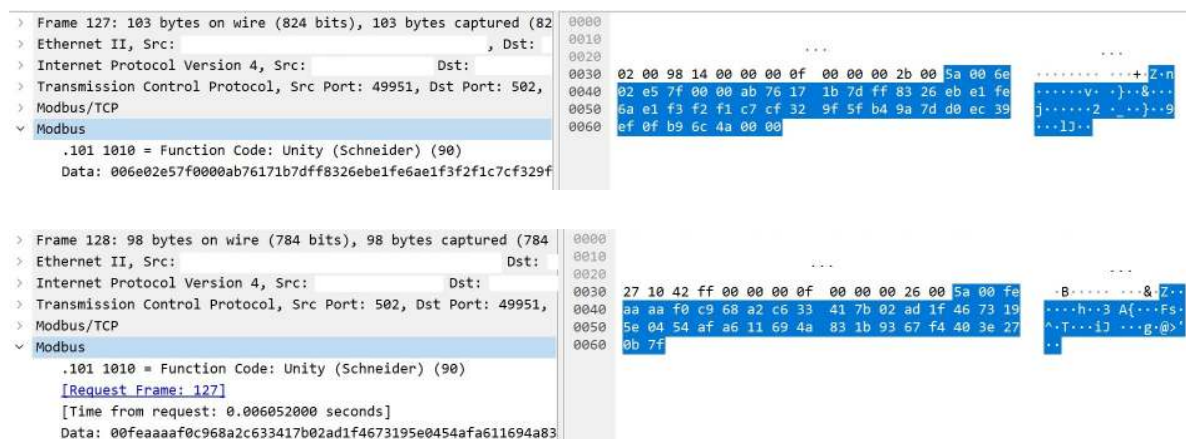 > Frame 127: 103 bytes on wire (824 bits), 103 bytes captured (82
> Ethernet II, Src: , Dst:
> Internet Protocol Version 4, Src: Dst:
> Transmission Control Protocol, Src Port: 49951, Dst Port: 502,
> Modbus/TCP
Modbus
.101 1010 = Function Code: Unity (Schneider) (90)
Data: 006e02e57f0000ab76171b7dff8326ebe1fe6ae1f3f2f1c7cf329f
0000
0010
0020 ... ...
0030 02 00 98 14 00 00 00 0f 00 00 00 2b 00 5a 00 6e ········ ···+·Z·n
0040 02 e5 7f 00 00 ab 76 17 1b 7d ff 83 26 eb e1 fe ······v· ·}··&···
0050 6a e1 f3 f2 f1 c7 cf 32 9f 5f b4 9a 7d d0 ec 39 j······2 ·_··}··9
0060 ef 0f b9 6c 4a 00 00 ···lJ··
> Frame 128: 98 bytes on wire (784 bits), 98 bytes captured (784
> Ethernet II, Src: Dst:
> Internet Protocol Version 4, Src: Dst:
> Transmission Control Protocol, Src Port: 502, Dst Port: 49951,
> Modbus/TCP
Modbus
.101 1010 = Function Code: Unity (Schneider) (90)
[Request Frame: 127]
[Time from request: 0.006052000 seconds]
Data: 00feaaaaf0c968a2c633417b02ad1f4673195e0454afa611694a83
0000
0010
0020 ... ...
0030 27 10 42 ff 00 00 00 0f 00 00 00 26 00 5a 00 fe '·B····· ···&·Z··
0040 aa aa f0 c9 68 a2 c6 33 41 7b 02 ad 1f 46 73 19 ····h··3 A{···Fs·
0050 5e 04 54 af a6 11 69 4a 83 1b 93 67 f4 40 3e 27 ^·T···iJ ···g·@>'
0060 0b 7f ··